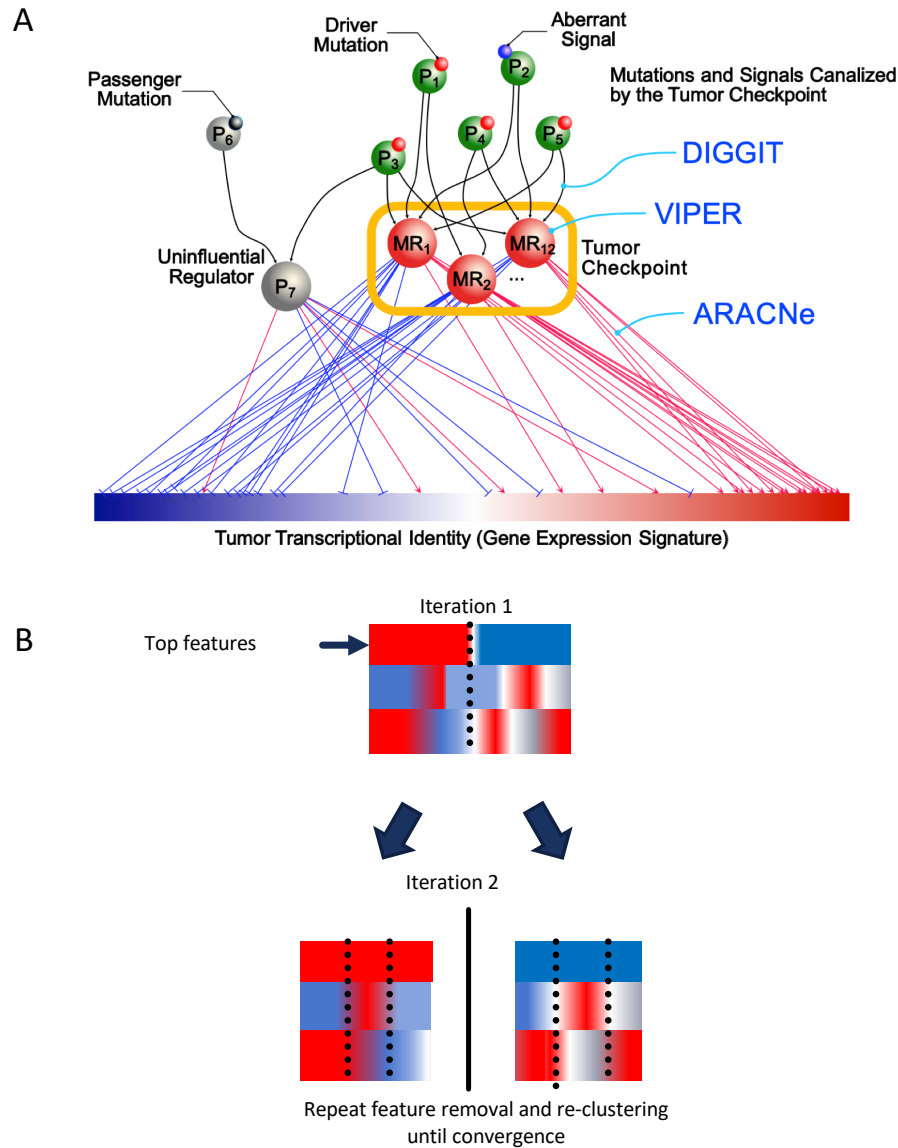 A
Driver
Mutation
Aberrant
Signal
Passenger
Mutation
Mutations and Signals Canalized
by the Tumor Checkpoint
P1
P2
P6
P4
P5
P3
DIGGIT
VIPER
Uninfluential
Regulator
MR1
MR12
Tumor
Checkpoint
P7
MR2
...
ARACNe
Tumor Transcriptional Identity (Gene Expression Signature)
B
Iteration 1
Top features
Iteration 2
Repeat feature removal and re-clustering
until convergence